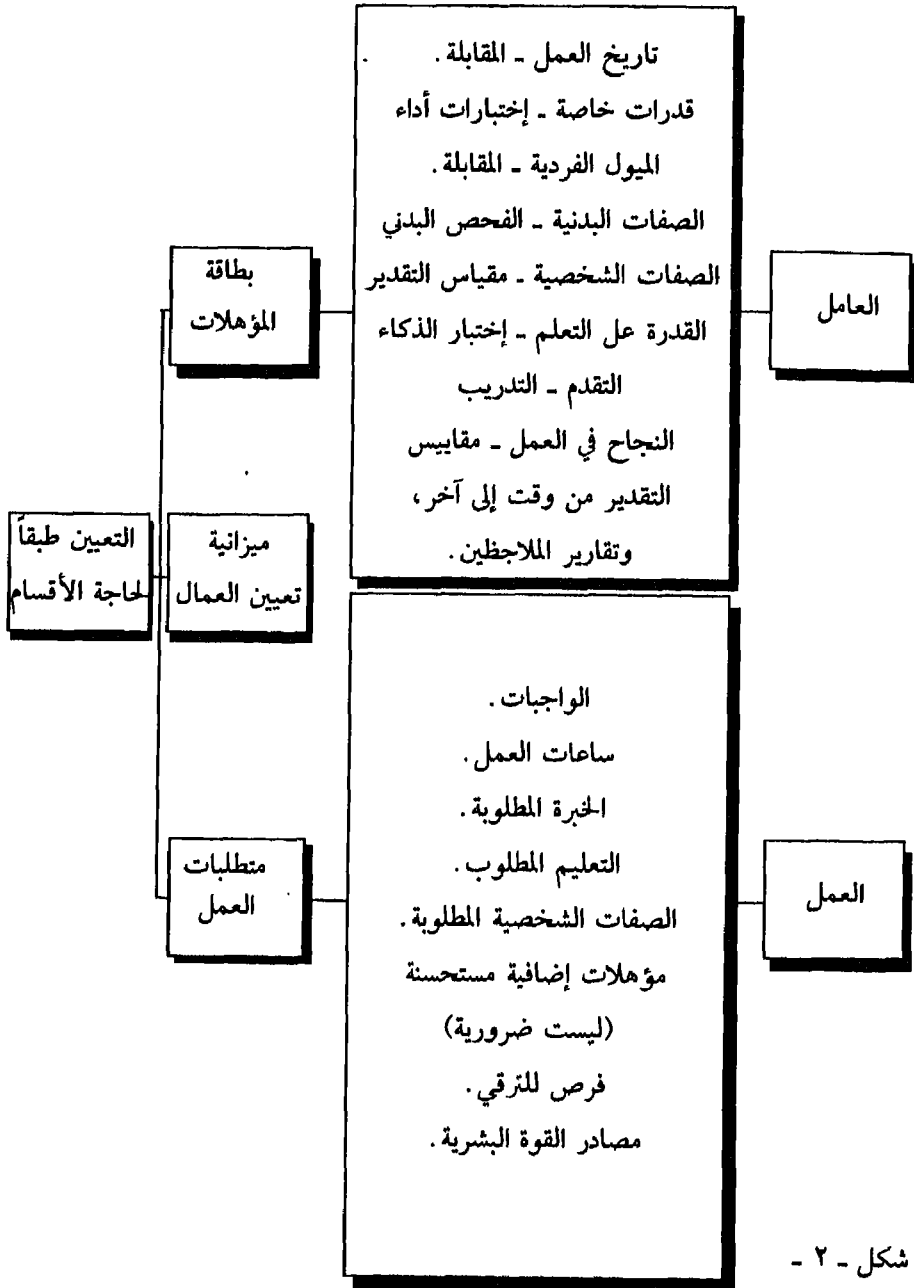 العامل
تاريخ العمل ـ المقابلة .
قدرات خاصة ـ إختبارات أداء
الميول الفردية ـ المقابلة .
الصفات البدنية ـ الفحص البدني
الصفات الشخصية ـ مقياس التقدير
القدرة عل التعلم ـ إختبار الذكاء
التقدم ـ التدريب
النجاح في العمل ـ مقاييس
التقدير من وقت إلى آخر ،
وتقارير الملاجظين .
بطاقة
المؤهلات
ميزانية
تعيين العمال
التعيين طبقاً
لحاجة الأقسام
العمل
الواجبات .
ساعات العمل .
الخبرة المطلوبة .
التعليم المطلوب .
الصفات الشخصية المطلوبة .
مؤهلات إضافية مستحسنة
(ليست ضرورية)
فرص للترقي .
مصادر القوة البشرية .
متطلبات
العمل
شكل ـ ٢ ـ